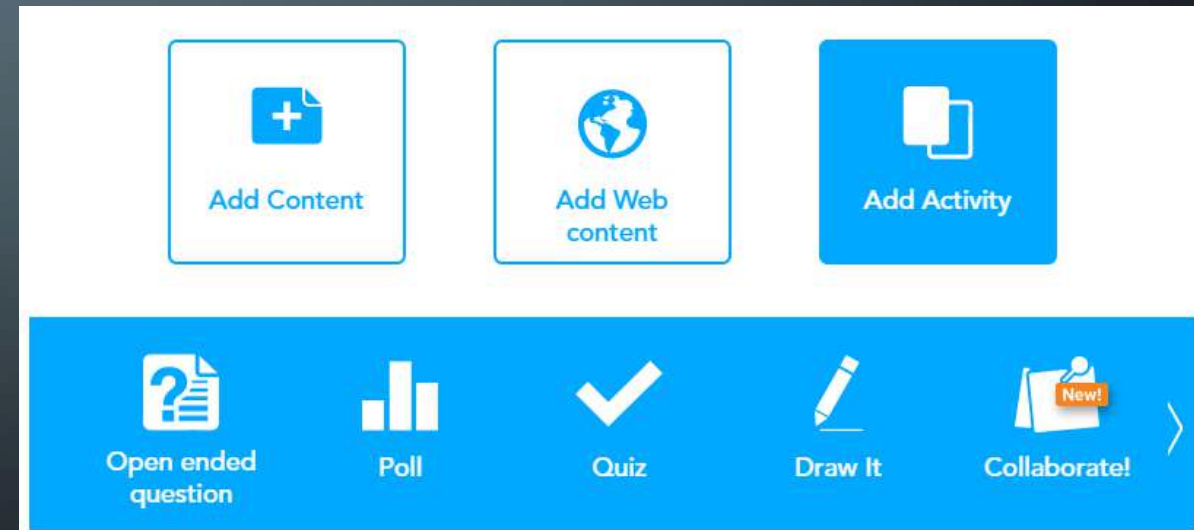 Add Content
Add Web
content
Add Activity
New!
Open ended
question
Poll
Quiz
Draw It
Collaborate!